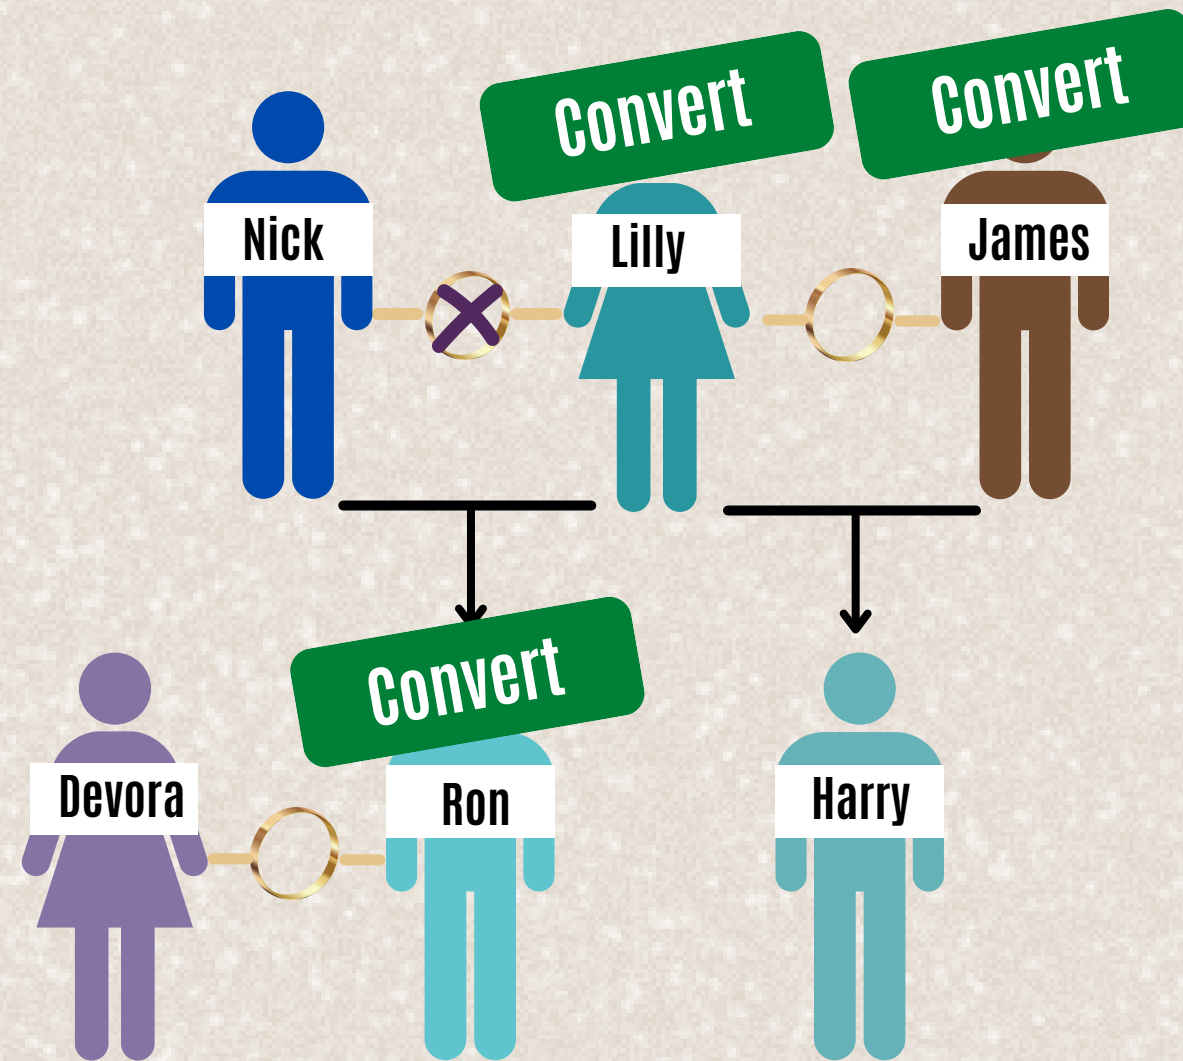 Convert
Convert
Nick
Lilly
James
Convert
Devora
Ron
Harry